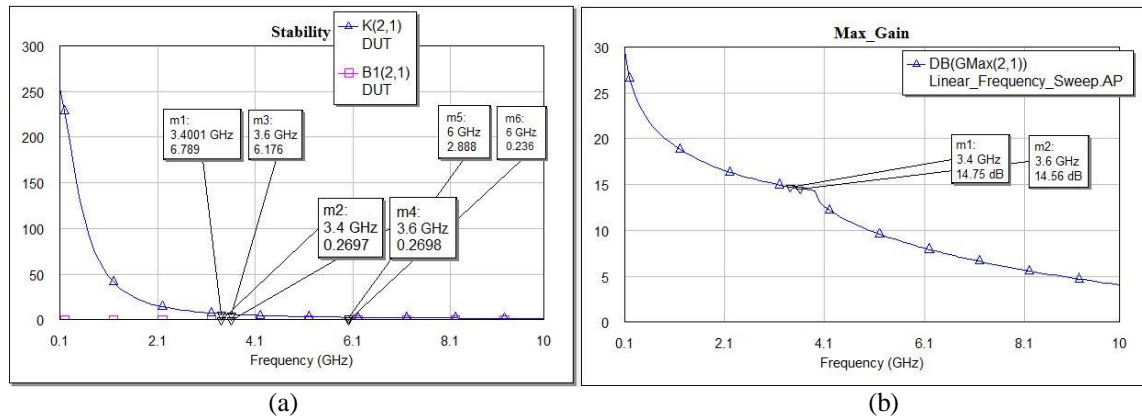 Stability
K(2,1)
DUT
B1(2,1)
DUT
300
250
200
150
100
50
0
m1:
3.4001 GHz
6.789
m3:
3.6 GHz
6.176
m5:
6 GHz
2.888
m6:
6 GHz
0.236
m2:
3.4 GHz
0.2697
m4:
3.6 GHz
0.2698
0.1 2.1 4.1 6.1 8.1 10
Frequency (GHz)
(a)
Max_Gain
DB(GMax(2,1))
Linear_Frequency_Sweep.AP
30
25
20
15
10
5
0
m1:
3.4 GHz
14.75 dB
m2:
3.6 GHz
14.56 dB
0.1 2.1 4.1 6.1 8.1 10
Frequency (GHz)
(b)